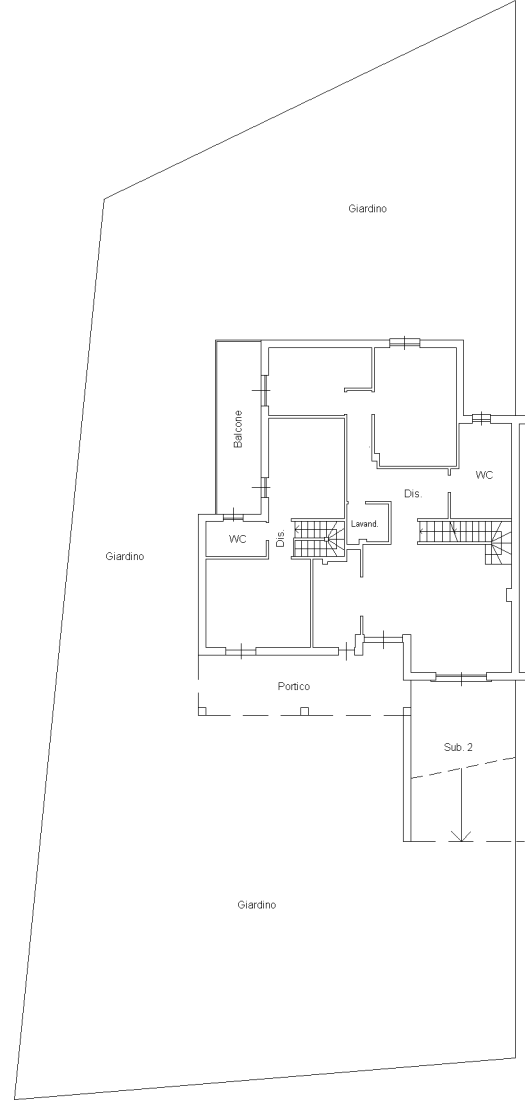 Giardino
Balcone
WC
Dis.
Lavand.
WC
Dis.
Giardino
Portico
Sub. 2
Giardino